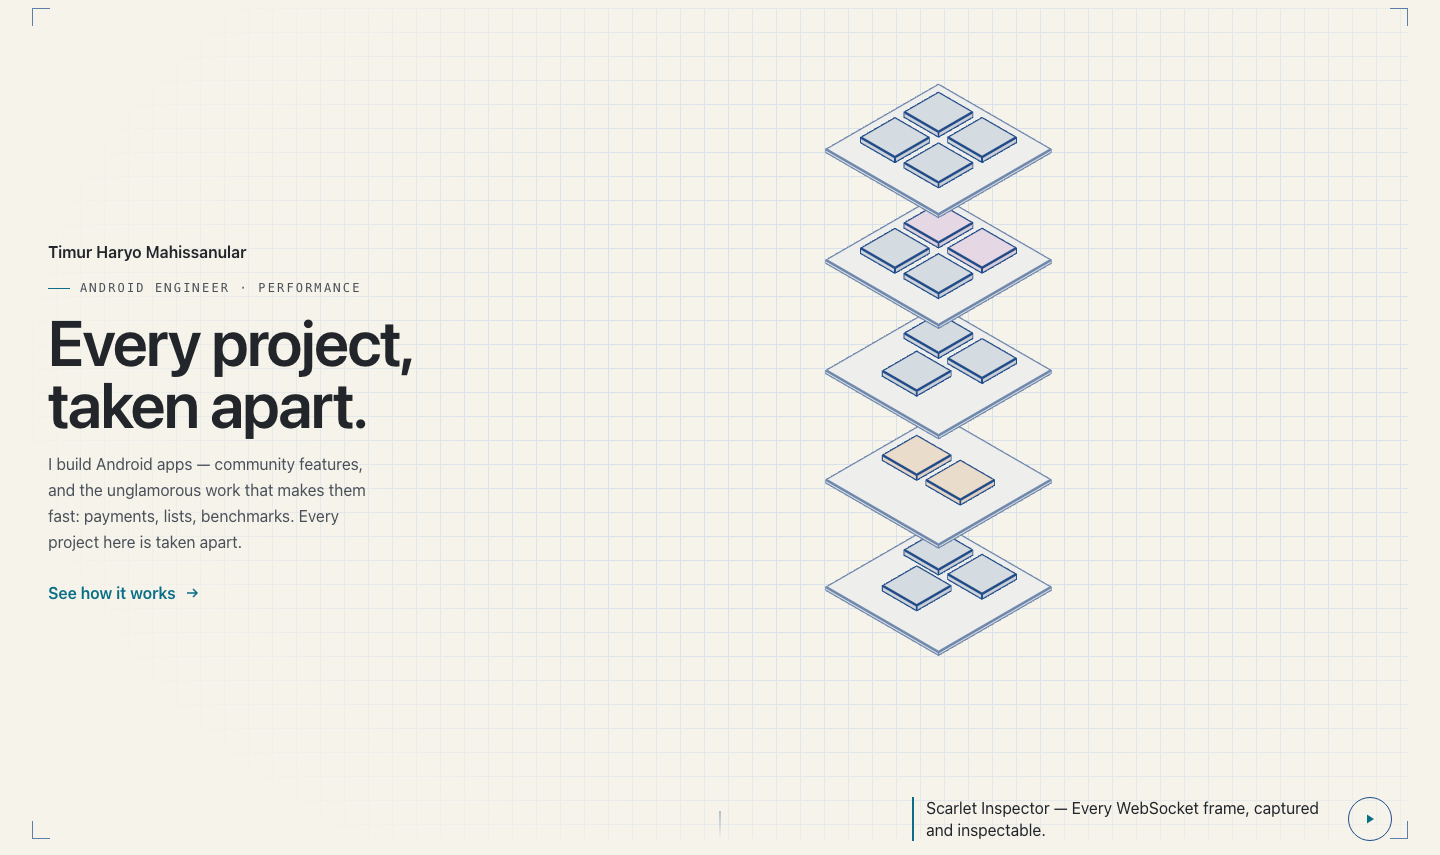 Timur Haryo Mahissanular
ANDROID ENGINEER · PERFORMANCE
Every project,
taken apart.
I build Android apps — community features,
and the unglamorous work that makes them
fast: payments, lists, benchmarks. Every
project here is taken apart.
See how it works →
Scarlet Inspector — Every WebSocket frame, captured
and inspectable.